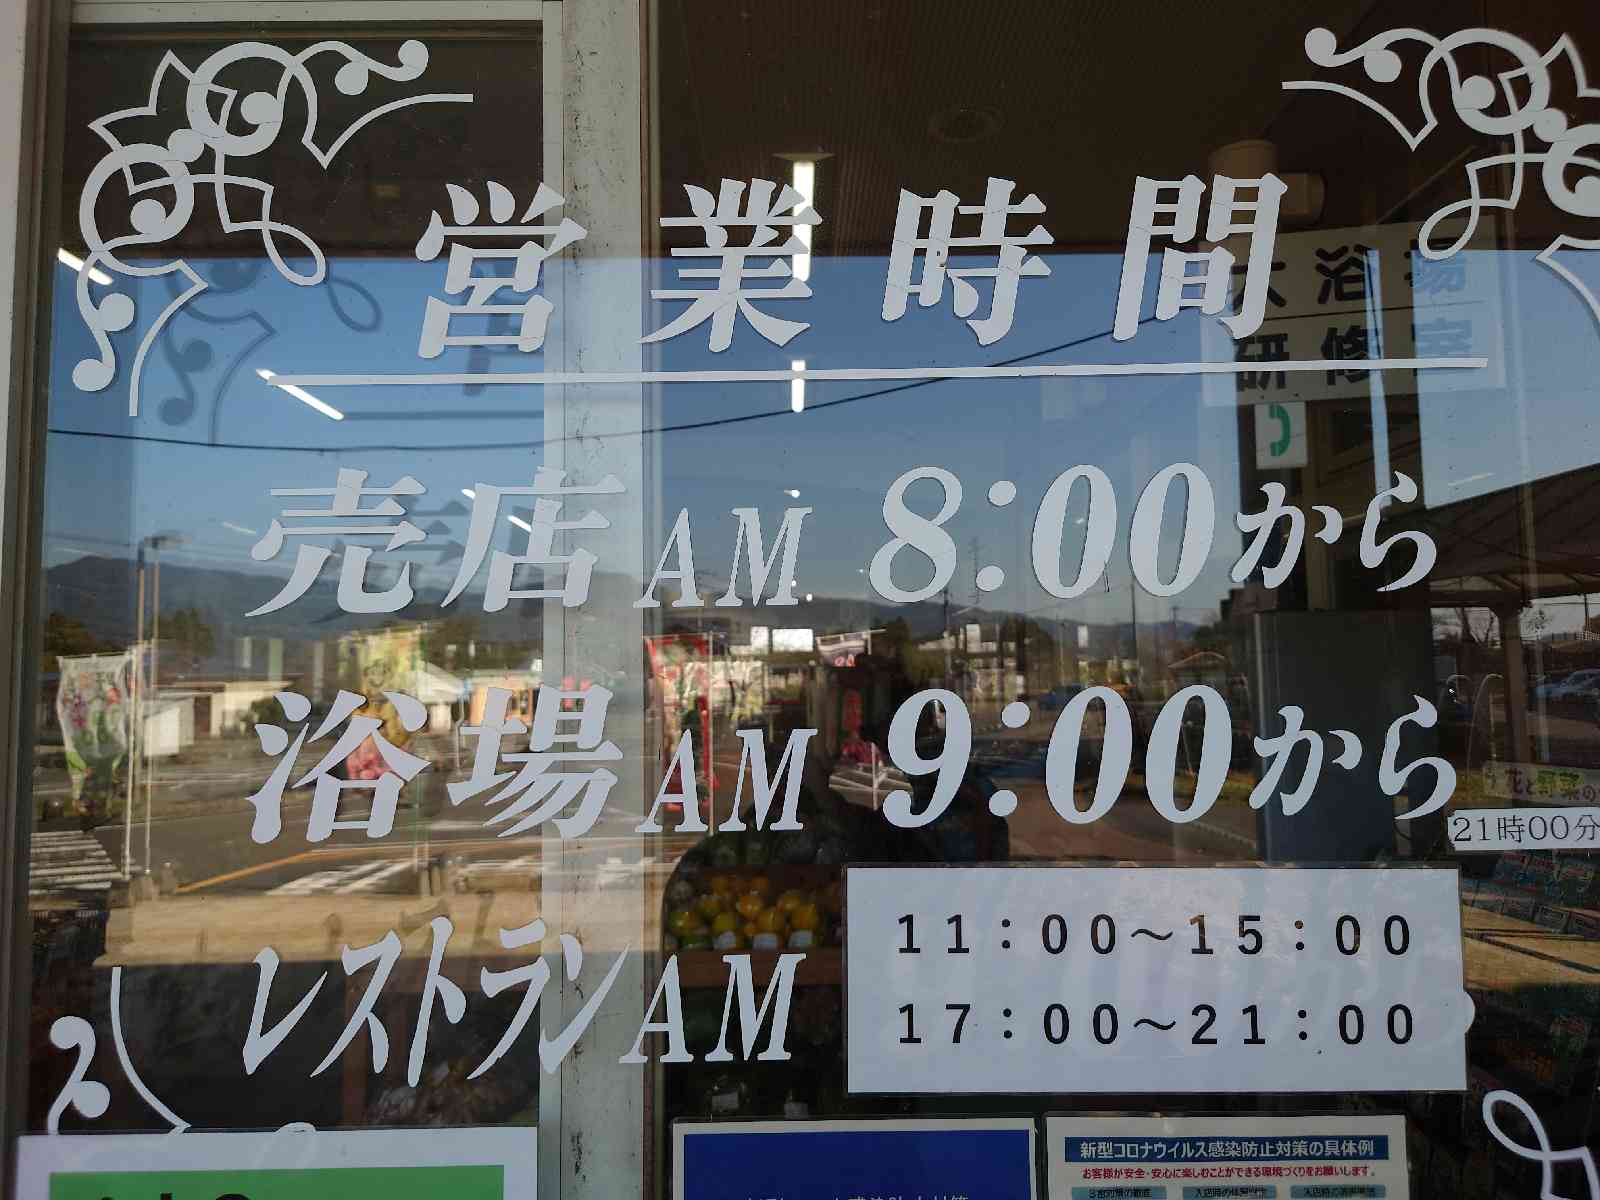 営業時間
大浴場
研修室
売店 AM 8:00から
浴場 AM 9:00から
21時00分
花と野菜の
レストラン AM
11:00～15:00
17:00～21:00
新型コロナウイルス感染防止対策の具体例
お客様が安全・安心に楽しむことができる環境づくりをお願いします。